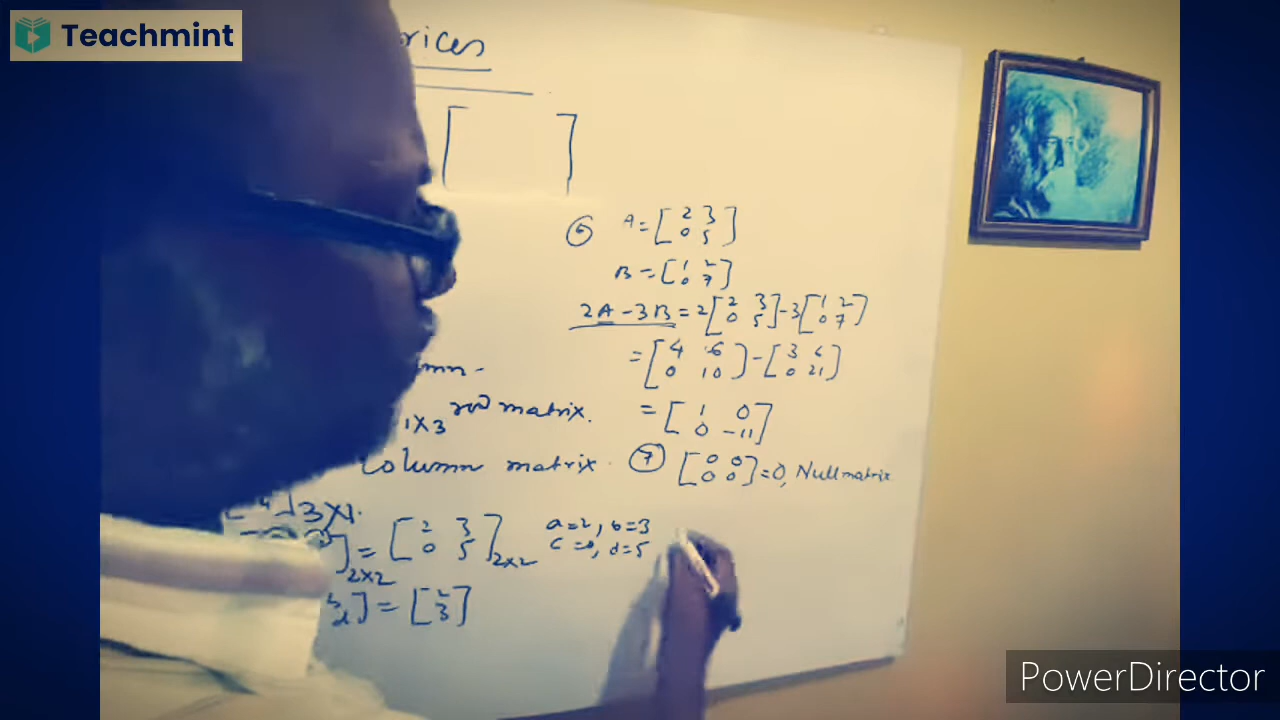 Teachmint
rices
⑥ A = [2 3
0 5]
B = [1 2
0 7]
2A - 3B = 2[2 3
0 5] - 3[1 2
0 7]
= [4 6
0 10] - [3 6
0 21]
= [1 0
0 -11]
⑦ [0 0
0 0] = 0, Null matrix
umn-
1x3 row matrix.
Column matrix.
]3x1.
]2x2 = [2 3
0 5]2x2
a=2, b=3
c=0, d=5
] = [2
3]
PowerDirector